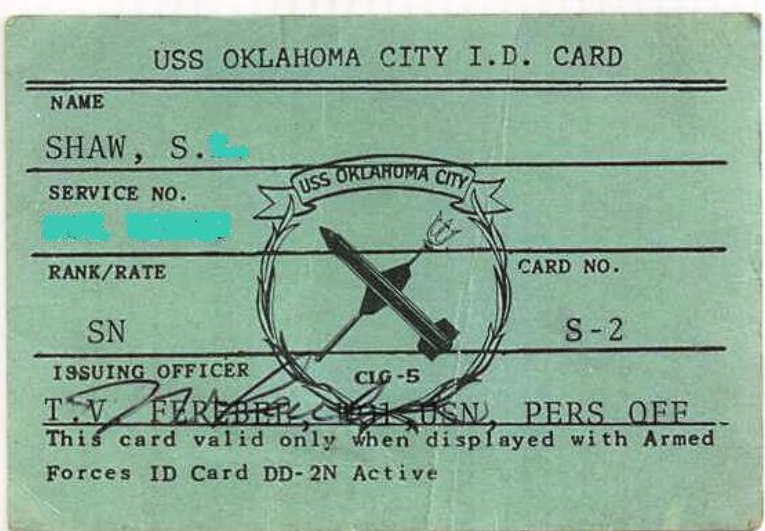 USS OKLAHOMA CITY I.D. CARD
NAME
SHAW, S.
SERVICE NO.
USS OKLAHOMA CITY
RANK/RATE
CARD NO.
SN
S-2
ISSUING OFFICER
CLG-5
T.V. USN, PERS OFF
This card valid only when displayed with Armed
Forces ID Card DD-2N Active